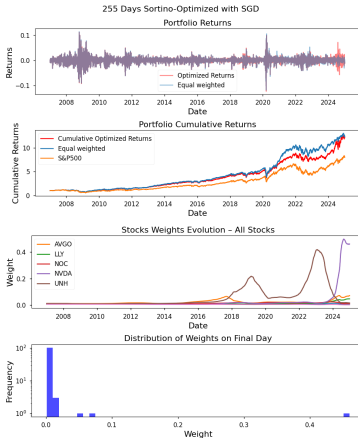 255 Days Sortino-Optimized with SGD
Portfolio Returns
Returns
0.1
0.0
−0.1
Optimized Returns
Equal weighted
2008 2010 2012 2014 2016 2018 2020 2022 2024
Date
Portfolio Cumulative Returns
Cumulative Returns
10
5
0
Cumulative Optimized Returns
Equal weighted
S&P500
2008 2010 2012 2014 2016 2018 2020 2022 2024
Date
Stocks Weights Evolution – All Stocks
Weight
0.4
0.2
0.0
AVGO
LLY
NOC
NVDA
UNH
2008 2010 2012 2014 2016 2018 2020 2022 2024
Date
Distribution of Weights on Final Day
Frequency
10²
10¹
10⁰
0.0 0.1 0.2 0.3 0.4
Weight